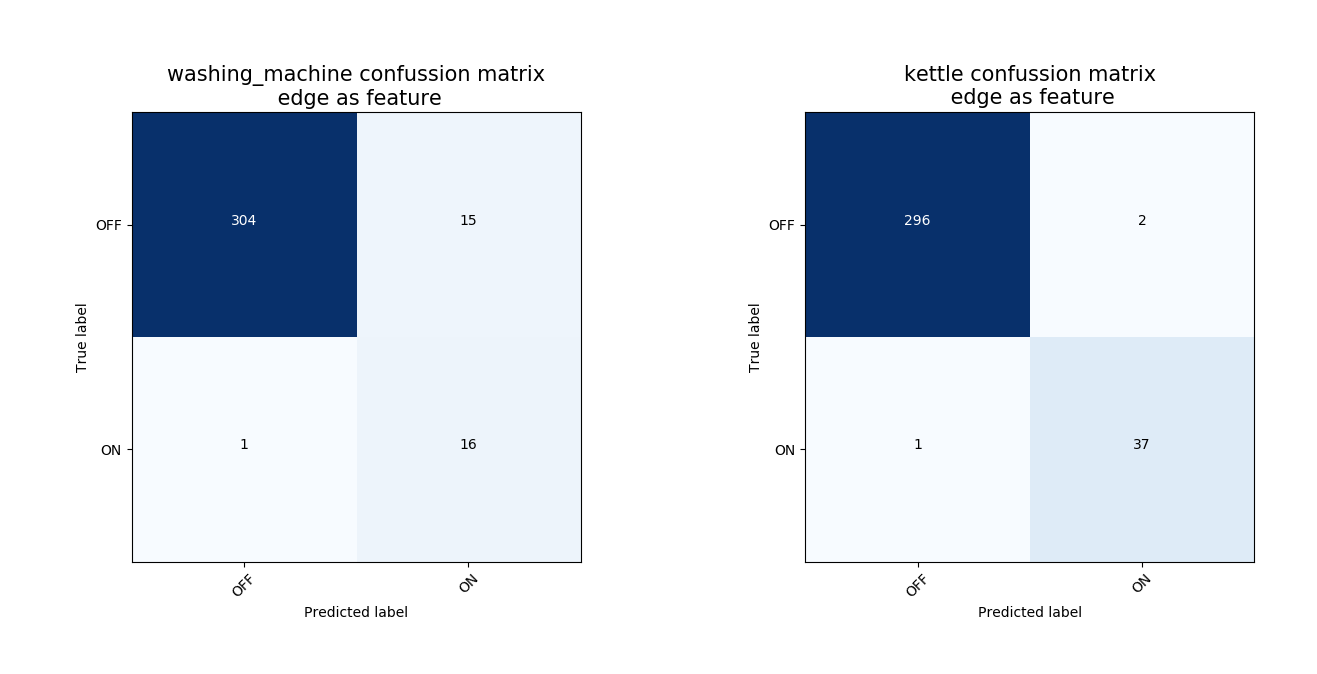 washing_machine confussion matrix
edge as feature
OFF
304
15
True label
ON
1
16
OFF
ON
Predicted label
kettle confussion matrix
edge as feature
OFF
296
2
True label
ON
1
37
OFF
ON
Predicted label